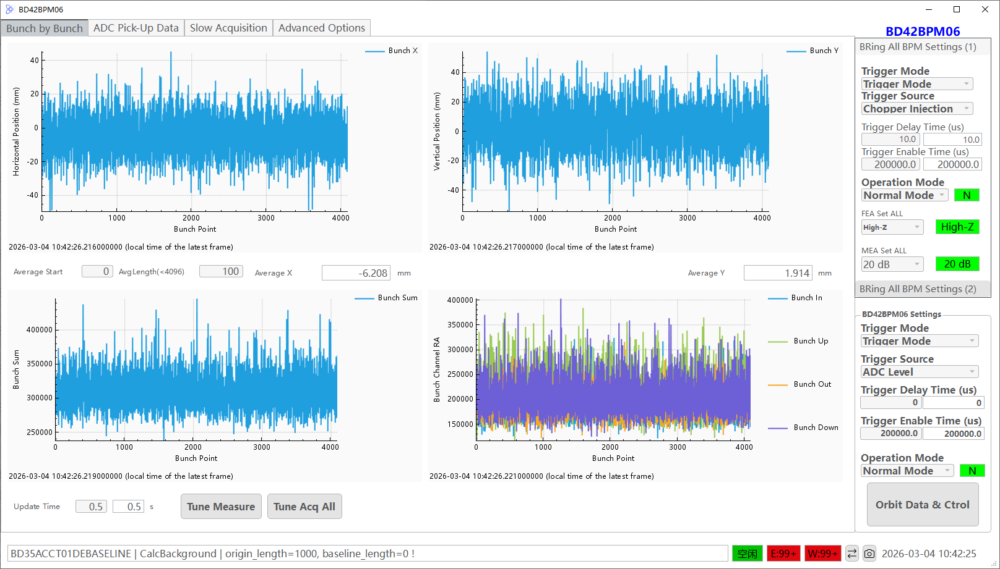 BD42BPM06
Bunch by Bunch
ADC Pick-Up Data
Slow Acquisition
Advanced Options
BD42BPM06
BRing All BPM Settings (1)
Trigger Mode
Trigger Mode
Trigger Source
Chopper Injection
Trigger Delay Time (us)
10.0 10.0
Trigger Enable Time (us)
200000.0 200000.0
Operation Mode
Normal Mode N
FEA Set ALL
High-Z High-Z
MEA Set ALL
20 dB 20 dB
BRing All BPM Settings (2)
BD42BPM06 Settings
Trigger Mode
Trigger Mode
Trigger Source
ADC Level
Trigger Delay Time (us)
0 0
Trigger Enable Time (us)
200000.0 200000.0
Operation Mode
Normal Mode N
Orbit Data & Ctrol
Bunch X
Horizontal Position (mm)
40
20
0
-20
-40
0 1000 2000 3000 4000
Bunch Point
2026-03-04 10:42:26.216000000 (local time of the latest frame)
Bunch Y
Vertical Position (mm)
40
20
0
-20
-40
0 1000 2000 3000 4000
Bunch Point
2026-03-04 10:42:26.217000000 (local time of the latest frame)
Average Start 0 AvgLength(<4096) 100 Average X -6.208 mm
Average Y 1.914 mm
Bunch Sum
Bunch Sum
400000
350000
300000
250000
0 1000 2000 3000 4000
Bunch Point
2026-03-04 10:42:26.219000000 (local time of the latest frame)
Bunch In
Bunch Up
Bunch Out
Bunch Down
Bunch Channel RA
400000
350000
300000
250000
200000
150000
0 1000 2000 3000 4000
Bunch Point
2026-03-04 10:42:26.221000000 (local time of the latest frame)
Update Time 0.5 0.5 s
Tune Measure
Tune Acq All
BD35ACCT01DEBASELINE | CalcBackground | origin_length=1000, baseline_length=0 !
空闲
E:99+
W:99+
2026-03-04 10:42:25